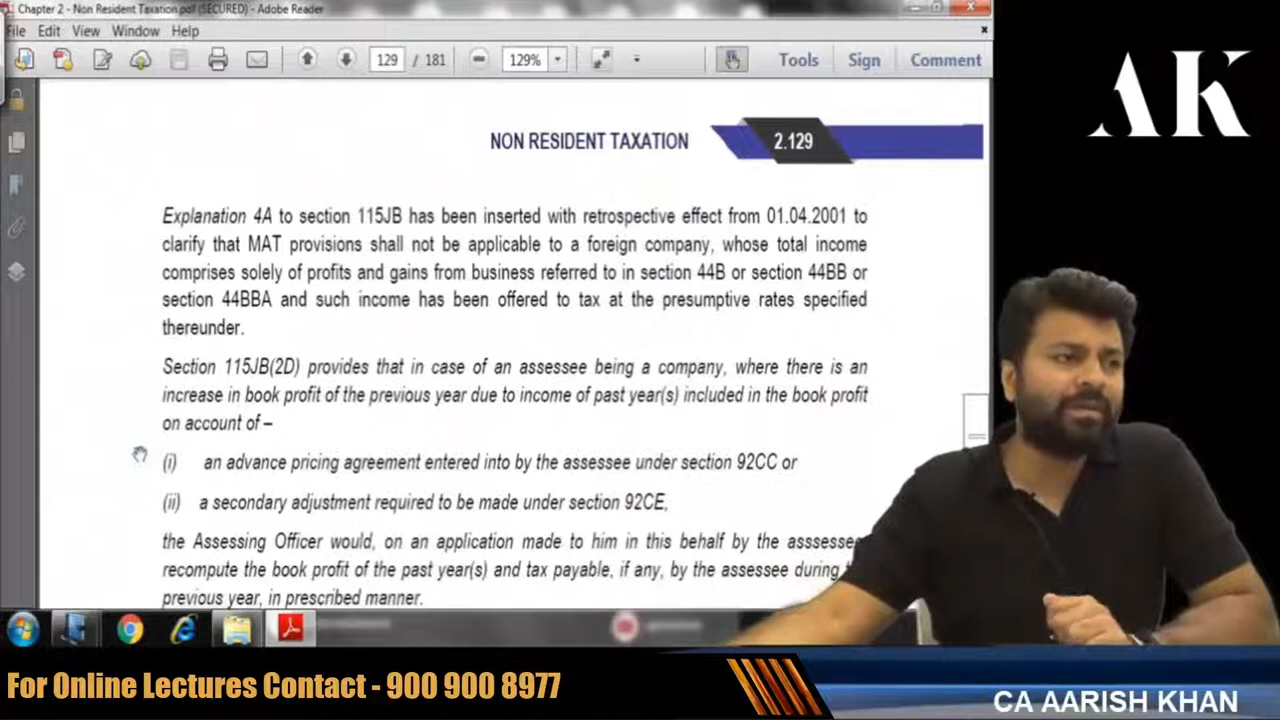 Chapter 2 - Non Resident Taxation.pdf (SECURED) - Adobe Reader
File Edit View Window Help
129 / 181 129% Tools Sign Comment
AK
NON RESIDENT TAXATION 2.129
Explanation 4A to section 115JB has been inserted with retrospective effect from 01.04.2001 to
clarify that MAT provisions shall not be applicable to a foreign company, whose total income
comprises solely of profits and gains from business referred to in section 44B or section 44BB or
section 44BBA and such income has been offered to tax at the presumptive rates specified
thereunder.
Section 115JB(2D) provides that in case of an assessee being a company, where there is an
increase in book profit of the previous year due to income of past year(s) included in the book profit
on account of –
(i) an advance pricing agreement entered into by the assessee under section 92CC or
(ii) a secondary adjustment required to be made under section 92CE,
the Assessing Officer would, on an application made to him in this behalf by the asssessee
recompute the book profit of the past year(s) and tax payable, if any, by the assessee during
previous year, in prescribed manner.
For Online Lectures Contact - 900 900 8977
CA AARISH KHAN